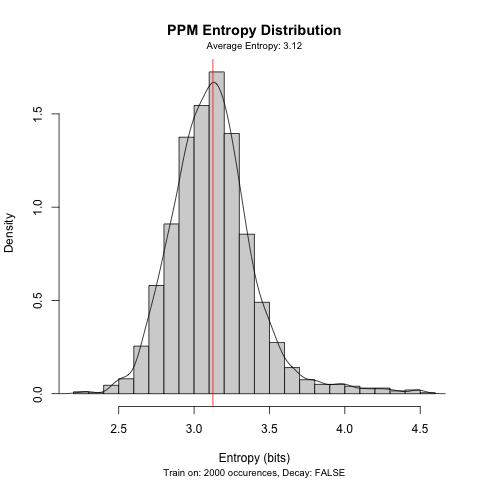 PPM Entropy Distribution
Average Entropy: 3.12
Density
1.5
1.0
0.5
0.0
2.5 3.0 3.5 4.0 4.5
Entropy (bits)
Train on: 2000 occurences, Decay: FALSE